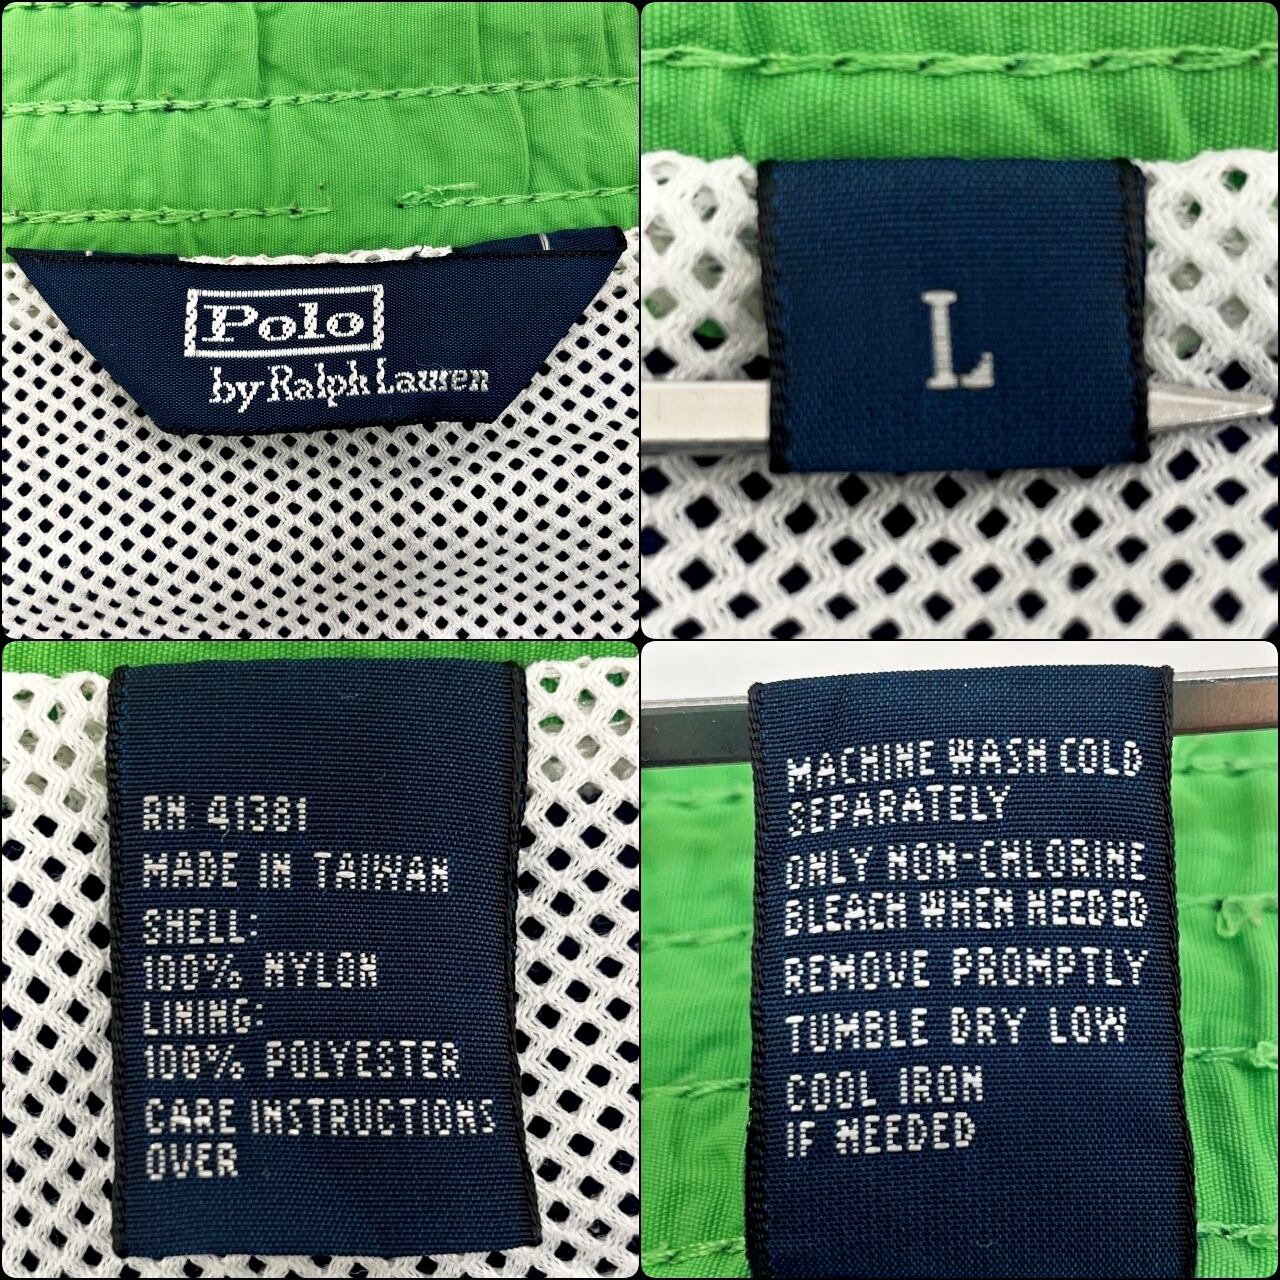 Polo
by Ralph Lauren
L
RN 41381
MADE IN TAIWAN
SHELL:
100% NYLON
LINING:
100% POLYESTER
CARE INSTRUCTIONS
OVER
MACHINE WASH COLD
SEPARATELY
ONLY NON-CHLORINE
BLEACH WHEN NEEDED
REMOVE PROMPTLY
TUMBLE DRY LOW
COOL IRON
IF NEEDED